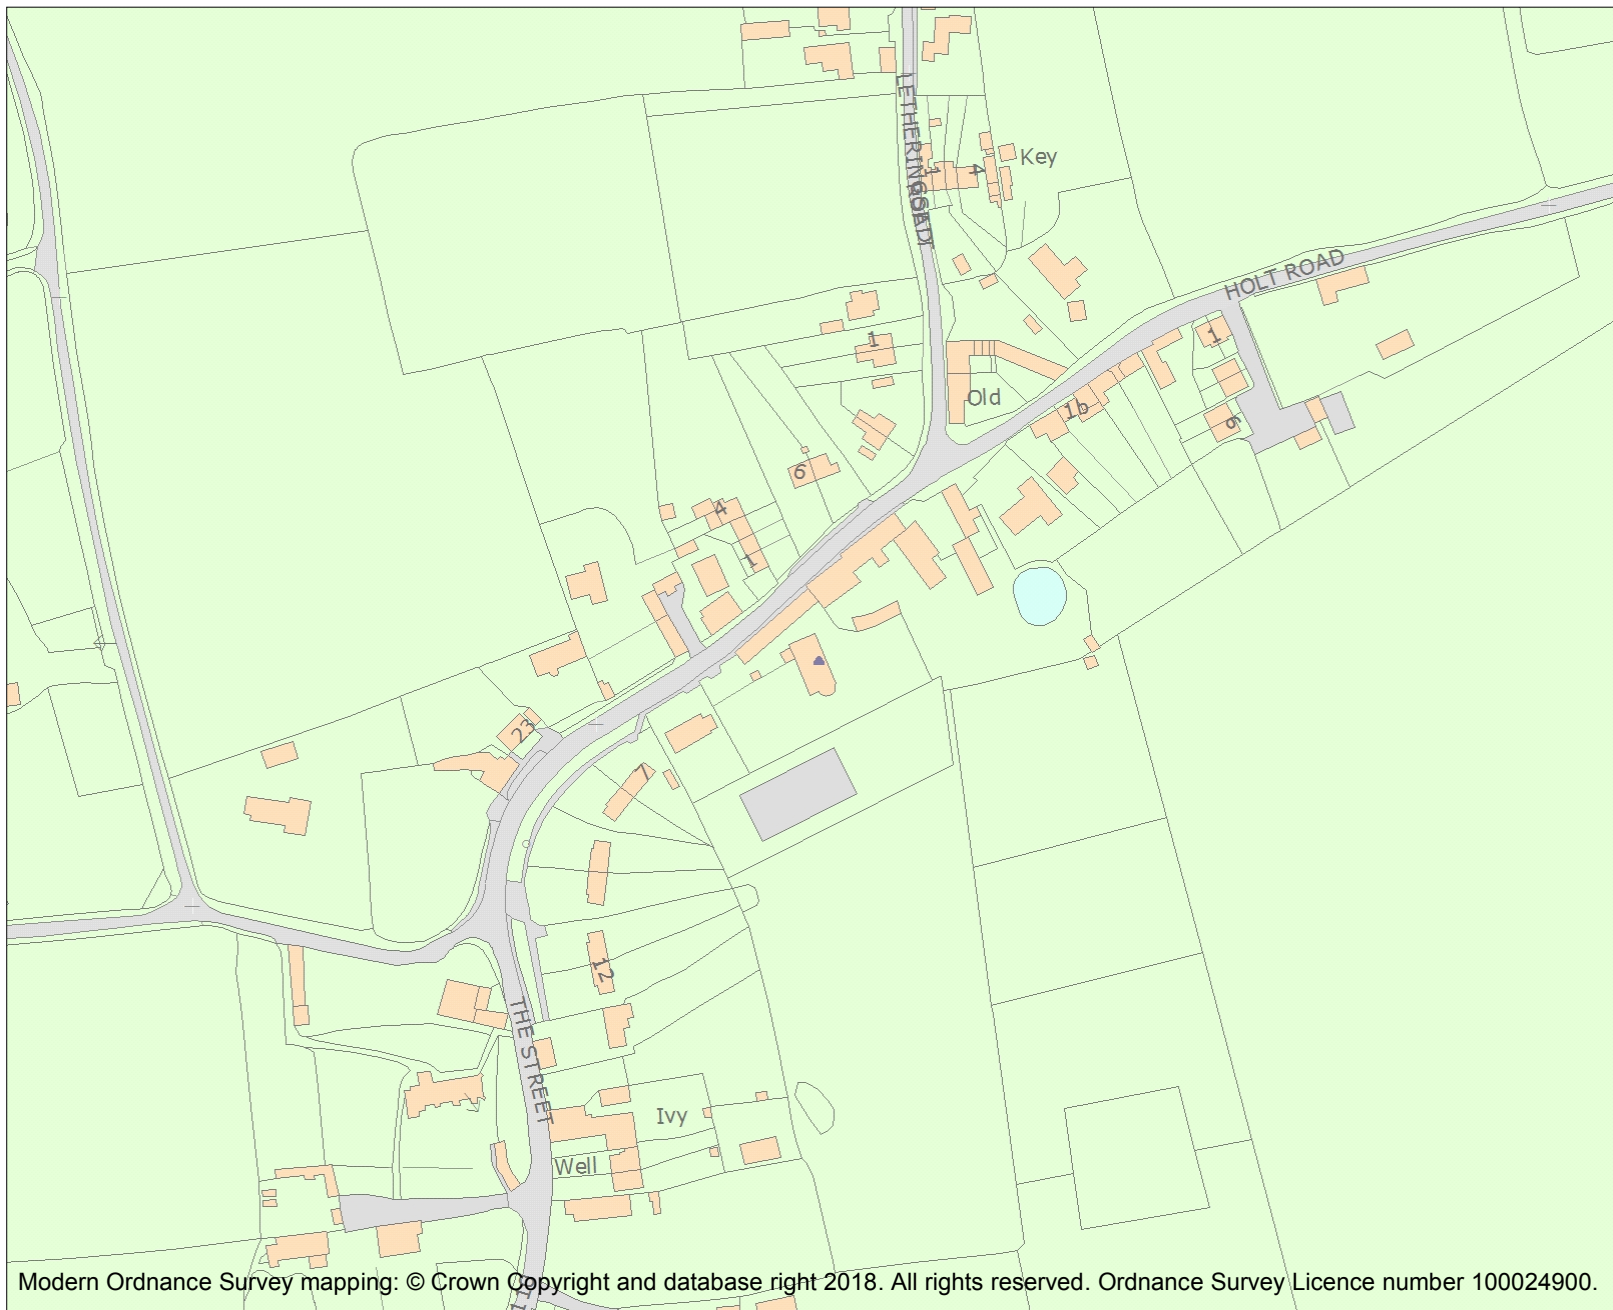 LETHERINGSETT
ROAD
1
4
Key
HOLT ROAD
1
1
Old
1b
6
6
4
1
23
7
12
THE STREET
Ivy
Well
Modern Ordnance Survey mapping: © Crown Copyright and database right 2018. All rights reserved. Ordnance Survey Licence number 100024900.